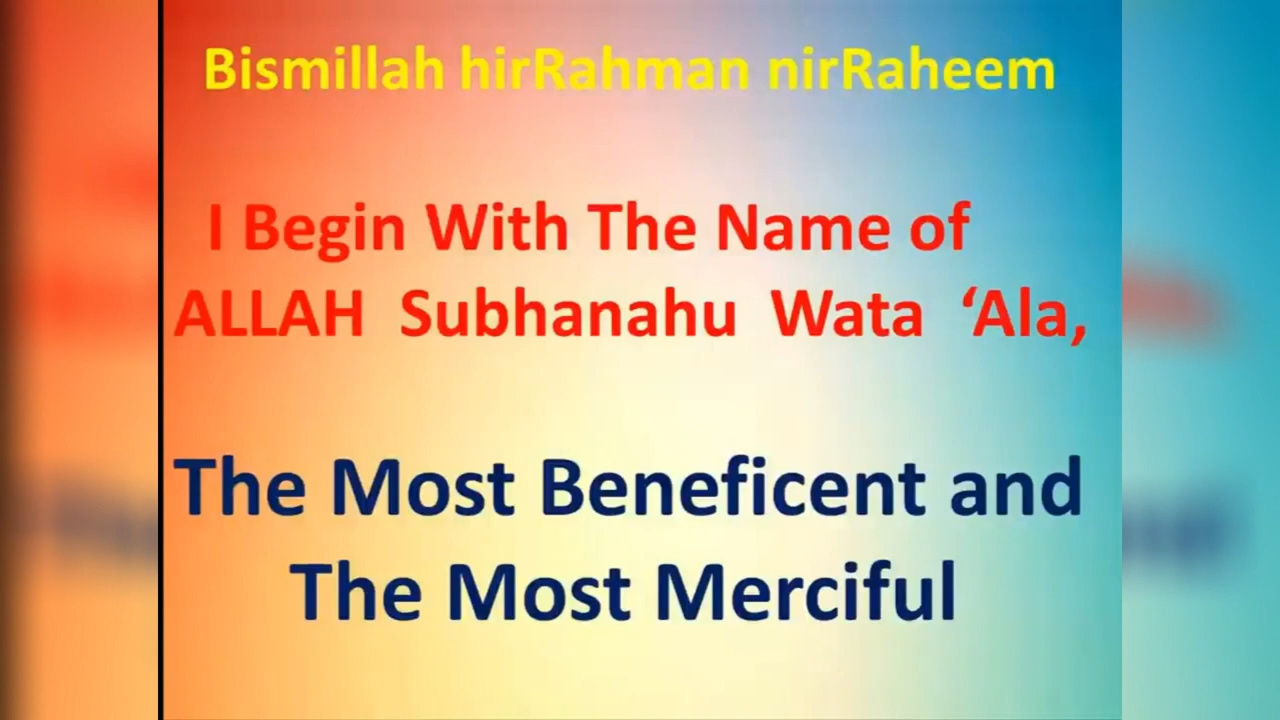 Bismillah hirRahman nirRaheem
I Begin With The Name of
ALLAH Subhanahu Wata ‘Ala,
The Most Beneficent and
The Most Merciful